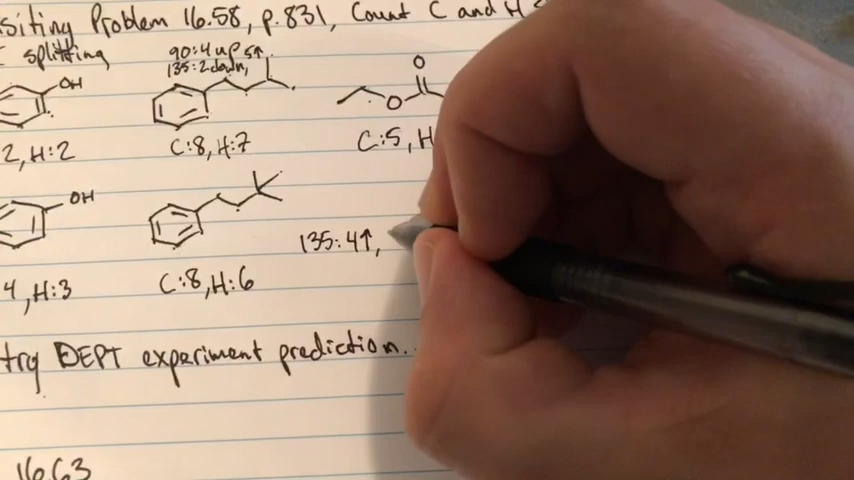 siting Problem 16.58, p.831, Count C and H
splitting
90:4 up
135:2 down,
OH
O
O
2, H:2
C:8, H:7
C:5, H
OH
135: 4↑,
4, H:3
C:8, H:6
try DEPT experiment prediction..
16.63